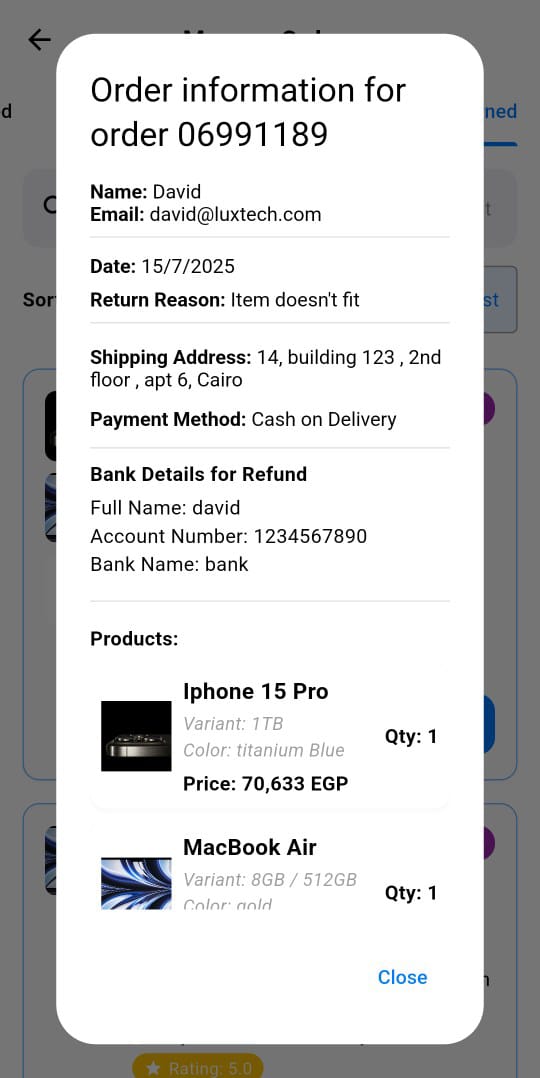 Order information for
order 06991189
Name: David
Email: david@luxtech.com
Date: 15/7/2025
Return Reason: Item doesn't fit
Shipping Address: 14, building 123 , 2nd
floor , apt 6, Cairo
Payment Method: Cash on Delivery
Bank Details for Refund
Full Name: david
Account Number: 1234567890
Bank Name: bank
Products:
Iphone 15 Pro
Variant: 1TB
Color: titanium Blue
Qty: 1
Price: 70,633 EGP
MacBook Air
Variant: 8GB / 512GB
Qty: 1
Color: gold
Close
Rating: 5.0